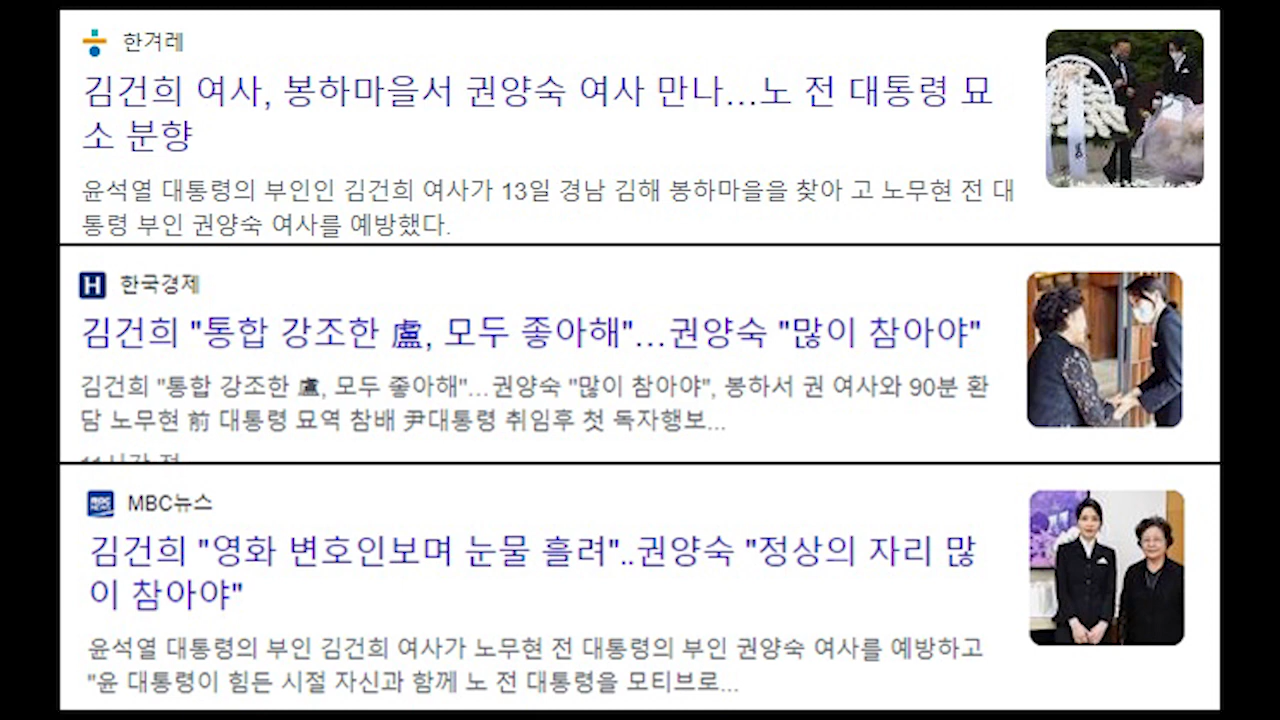 한겨레
김건희 여사, 봉하마을서 권양숙 여사 만나...노 전 대통령 묘
소 분향
윤석열 대통령의 부인인 김건희 여사가 13일 경남 김해 봉하마을을 찾아 고 노무현 전 대
통령 부인 권양숙 여사를 예방했다.
H 한국경제
김건희 "통합 강조한 盧, 모두 좋아해"...권양숙 "많이 참아야"
김건희 "통합 강조한 盧, 모두 좋아해"...권양숙 "많이 참아야", 봉하서 권 여사와 90분 환
담 노무현 前 대통령 묘역 참배 尹대통령 취임후 첫 독자행보...
MBC뉴스
김건희 "영화 변호인보며 눈물 흘려"..권양숙 "정상의 자리 많
이 참아야"
윤석열 대통령의 부인 김건희 여사가 노무현 전 대통령의 부인 권양숙 여사를 예방하고
"윤 대통령이 힘든 시절 자신과 함께 노 전 대통령을 모티브로...